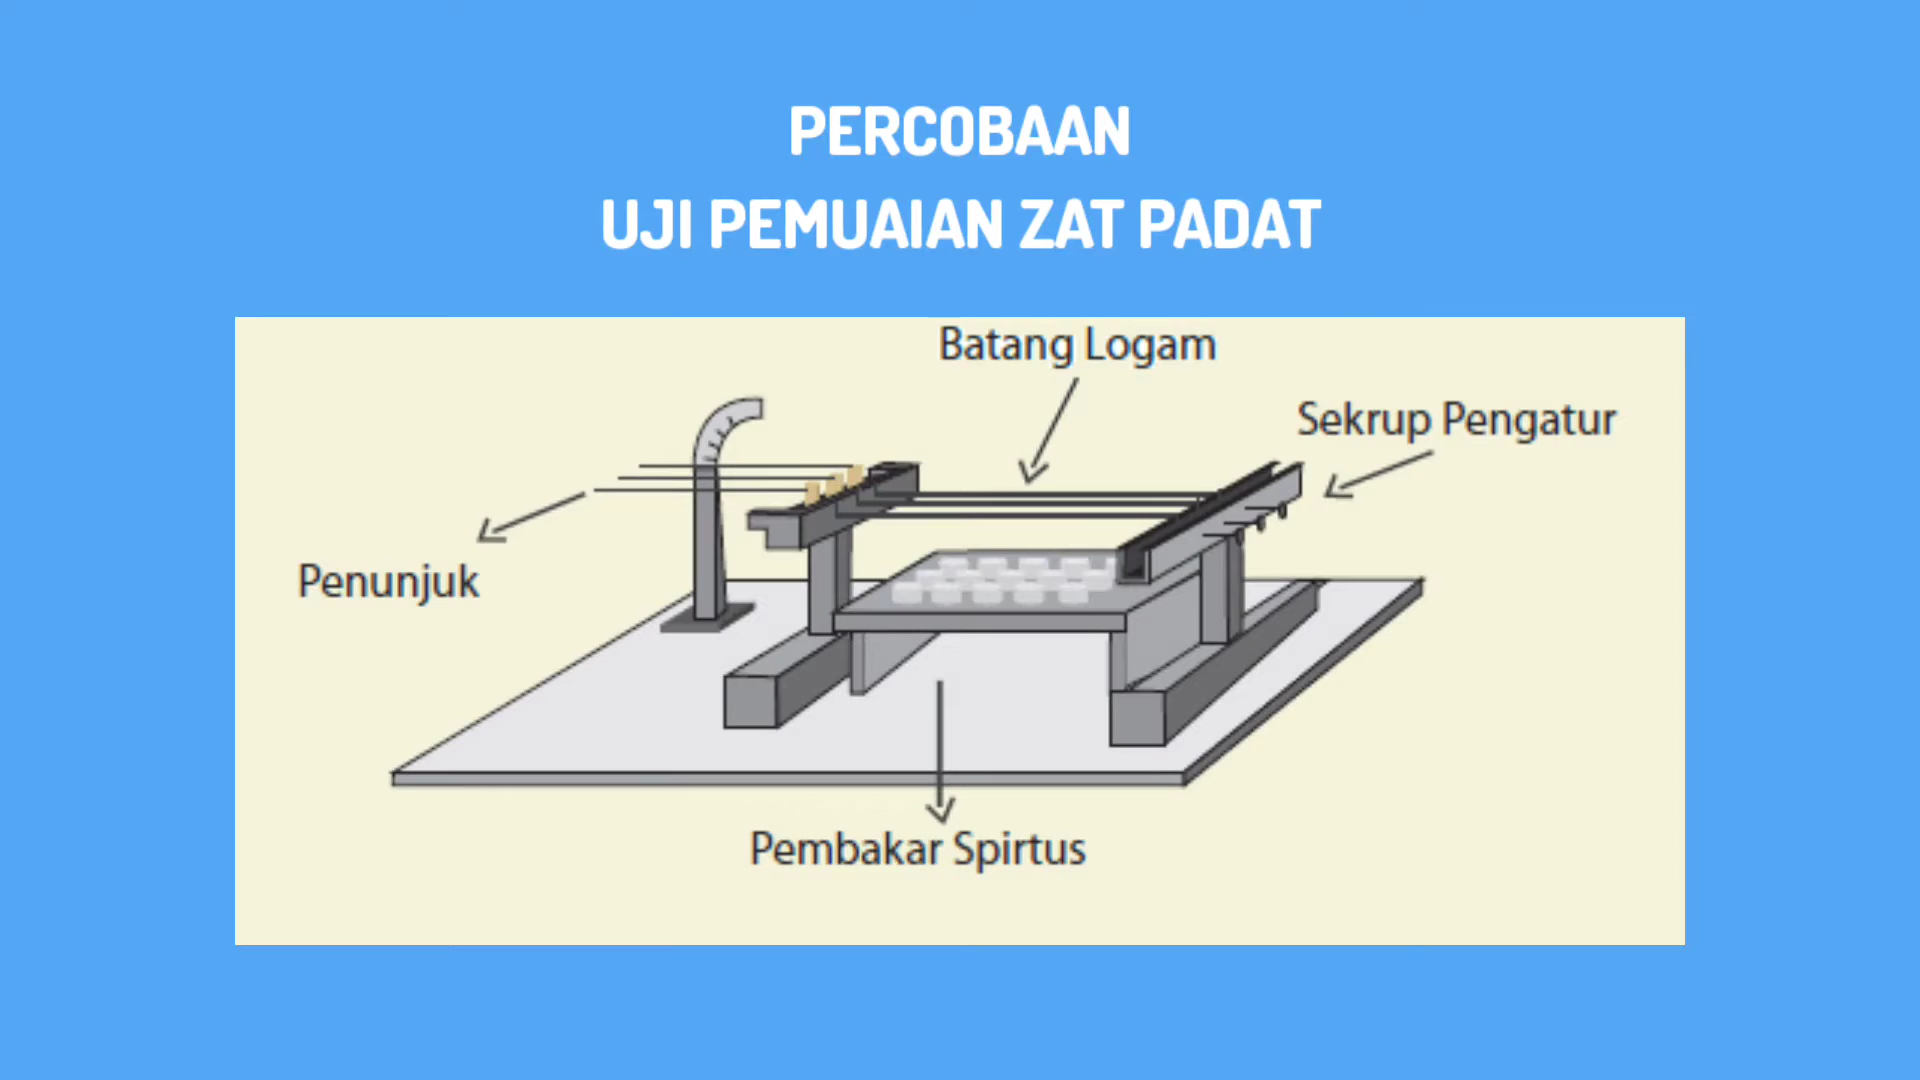 PERCOBAAN
UJI PEMUAIAN ZAT PADAT
Batang Logam
Sekrup Pengatur
Penunjuk
Pembakar Spirtus